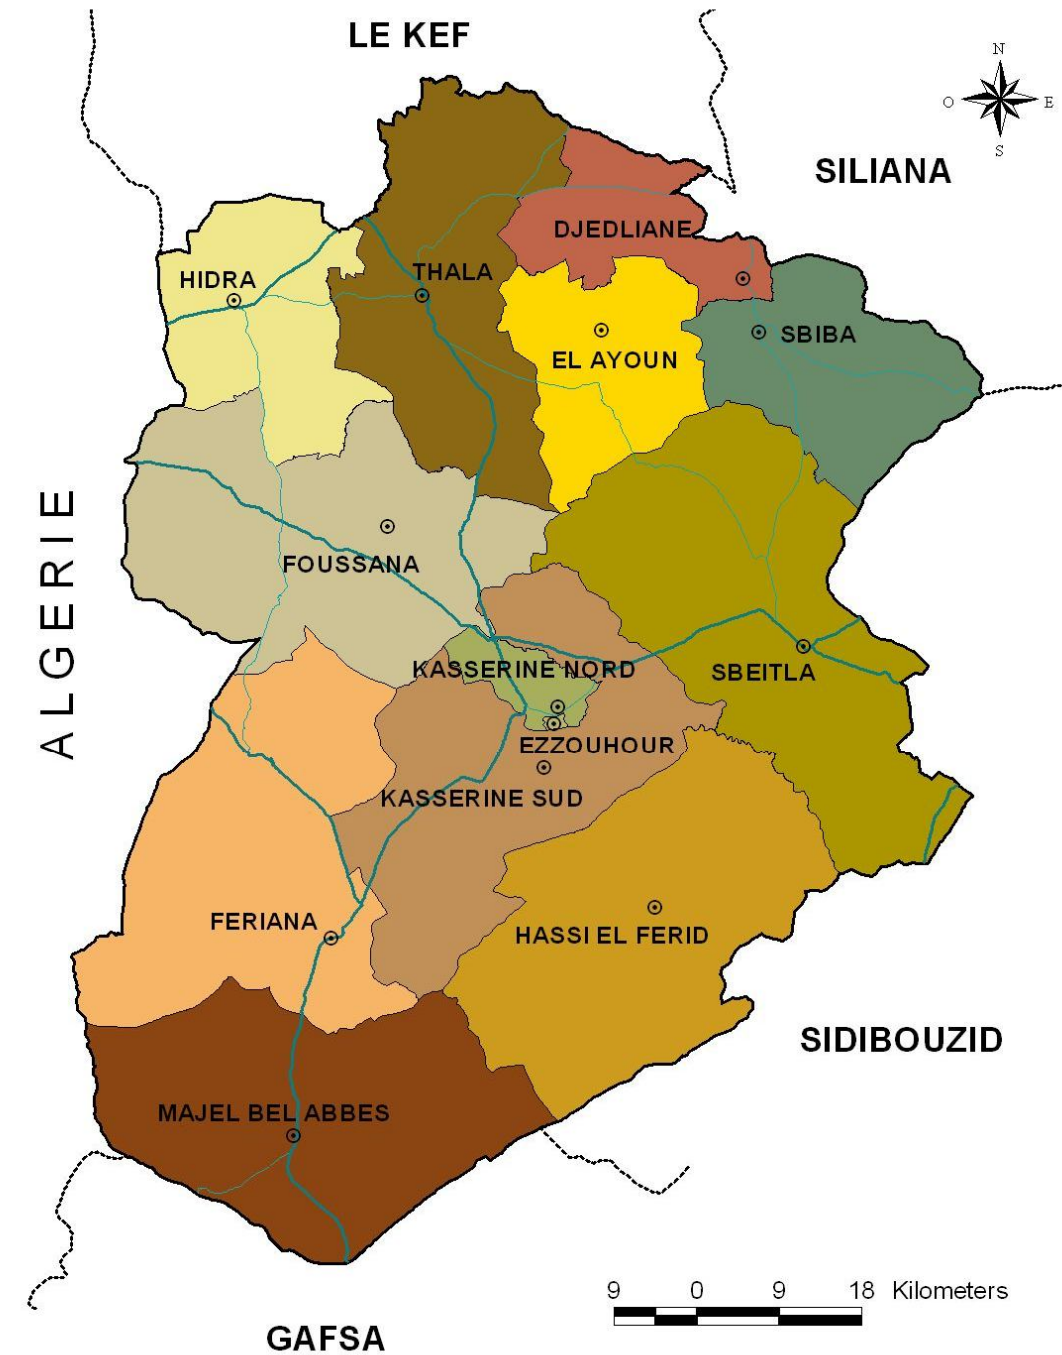 LE KEF
N
O
E
S
SILIANA
DJEDLIANE
HIDRA
THALA
SBIBA
EL AYOUN
ALGERIE
FOUSSANA
KASSERINE NORD
SBEITLA
EZZOUHOUR
KASSERINE SUD
FERIANA
HASSI EL FERID
SIDIBOUZID
MAJEL BEL ABBES
9 0 9 18 Kilometers
GAFSA